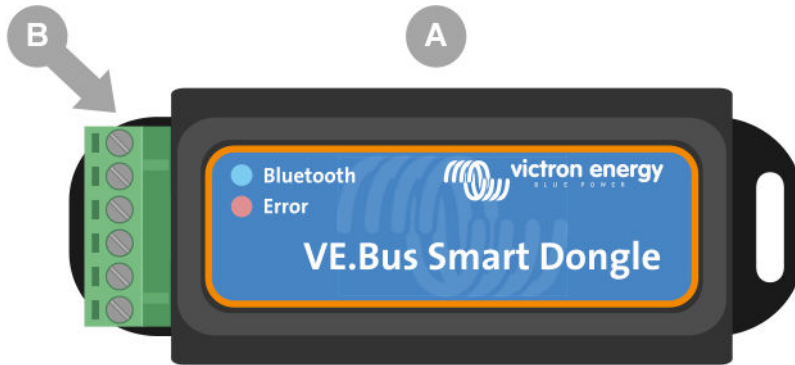 B
A
Bluetooth
victron energy
BLUE POWER
Error
VE.Bus Smart Dongle